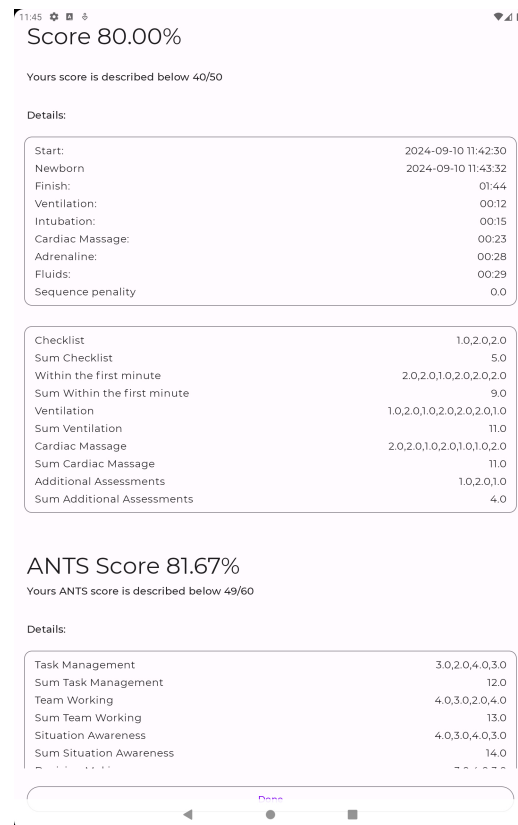 11:45
Score 80.00%
Yours score is described below 40/50
Details:
Start: 2024-09-10 11:42:30
Newborn 2024-09-10 11:43:32
Finish: 01:44
Ventilation: 00:12
Intubation: 00:15
Cardiac Massage: 00:23
Adrenaline: 00:28
Fluids: 00:29
Sequence penality 0.0
Checklist 1.0,2.0,2.0
Sum Checklist 5.0
Within the first minute 2.0,2.0,1.0,2.0,2.0,2.0
Sum Within the first minute 9.0
Ventilation 1.0,2.0,1.0,2.0,2.0,2.0,1.0
Sum Ventilation 11.0
Cardiac Massage 2.0,2.0,1.0,2.0,1.0,1.0,2.0
Sum Cardiac Massage 11.0
Additional Assessments 1.0,2.0,1.0
Sum Additional Assessments 4.0
ANTS Score 81.67%
Yours ANTS score is described below 49/60
Details:
Task Management 3.0,2.0,4.0,3.0
Sum Task Management 12.0
Team Working 4.0,3.0,2.0,4.0
Sum Team Working 13.0
Situation Awareness 4.0,3.0,4.0,3.0
Sum Situation Awareness 14.0
Done